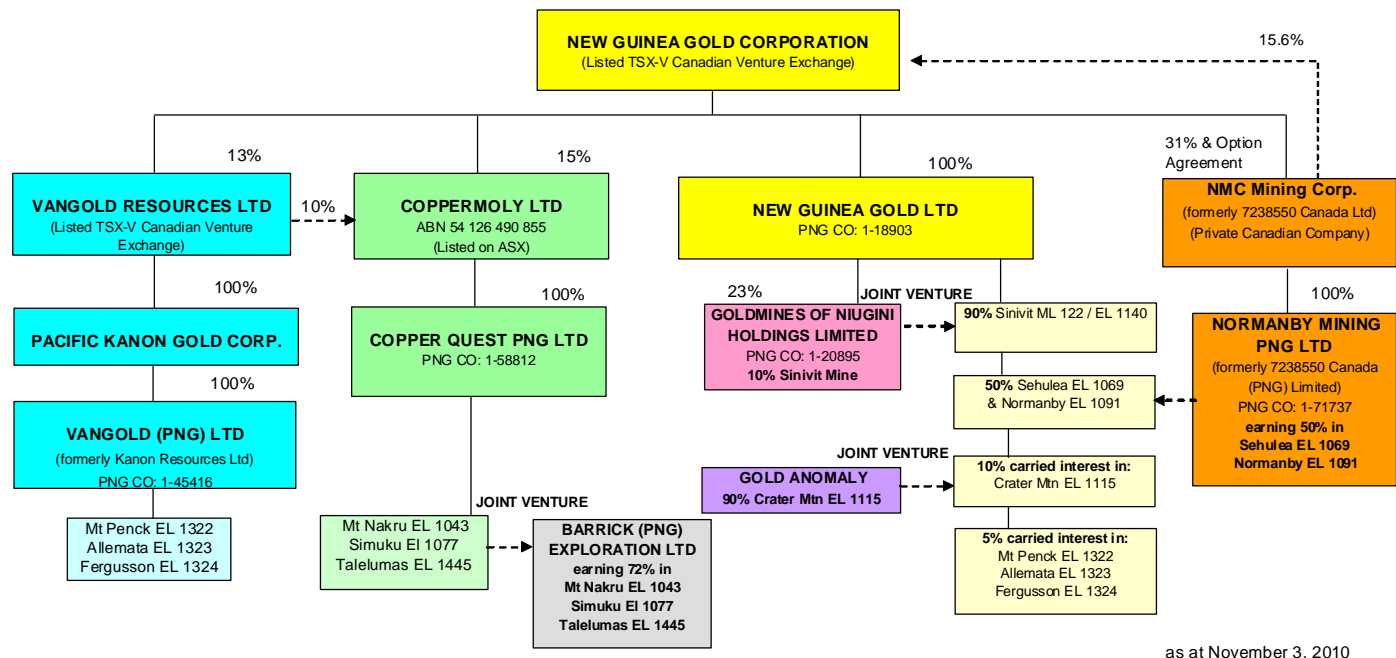 NEW GUINEA GOLD CORPORATION
(Listed TSX-V Canadian Venture Exchange)
15.6%
13%
15%
100%
31% & Option
Agreement
VANGOLD RESOURCES LTD
(Listed TSX-V Canadian Venture
Exchange)
10%
COPPERMOLY LTD
ABN 54 126 490 855
(Listed on ASX)
NEW GUINEA GOLD LTD
PNG CO: 1-18903
NMC Mining Corp.
(formerly 7238550 Canada Ltd)
(Private Canadian Company)
100%
100%
23%
JOINT VENTURE
100%
PACIFIC KANON GOLD CORP.
COPPER QUEST PNG LTD
PNG CO: 1-58812
GOLDMINES OF NIUGINI
HOLDINGS LIMITED
PNG CO: 1-20895
10% Sinivit Mine
90% Sinivit ML 122 / EL 1140
NORMANBY MINING
PNG LTD
(formerly 7238550 Canada
(PNG) Limited)
PNG CO: 1-71737
earning 50% in
Sehulea EL 1069
Normanby EL 1091
100%
50% Sehulea EL 1069
& Normanby EL 1091
VANGOLD (PNG) LTD
(formerly Kanon Resources Ltd)
PNG CO: 1-45416
JOINT VENTURE
GOLD ANOMALY
90% Crater Mtn EL 1115
10% carried interest in:
Crater Mtn EL 1115
JOINT VENTURE
Mt Penck EL 1322
Allemata EL 1323
Fergusson EL 1324
Mt Nakru EL 1043
Simuku El 1077
Talelumas EL 1445
BARRICK (PNG)
EXPLORATION LTD
earning 72% in
Mt Nakru EL 1043
Simuku El 1077
Talelumas EL 1445
5% carried interest in:
Mt Penck EL 1322
Allemata EL 1323
Fergusson EL 1324
as at November 3, 2010